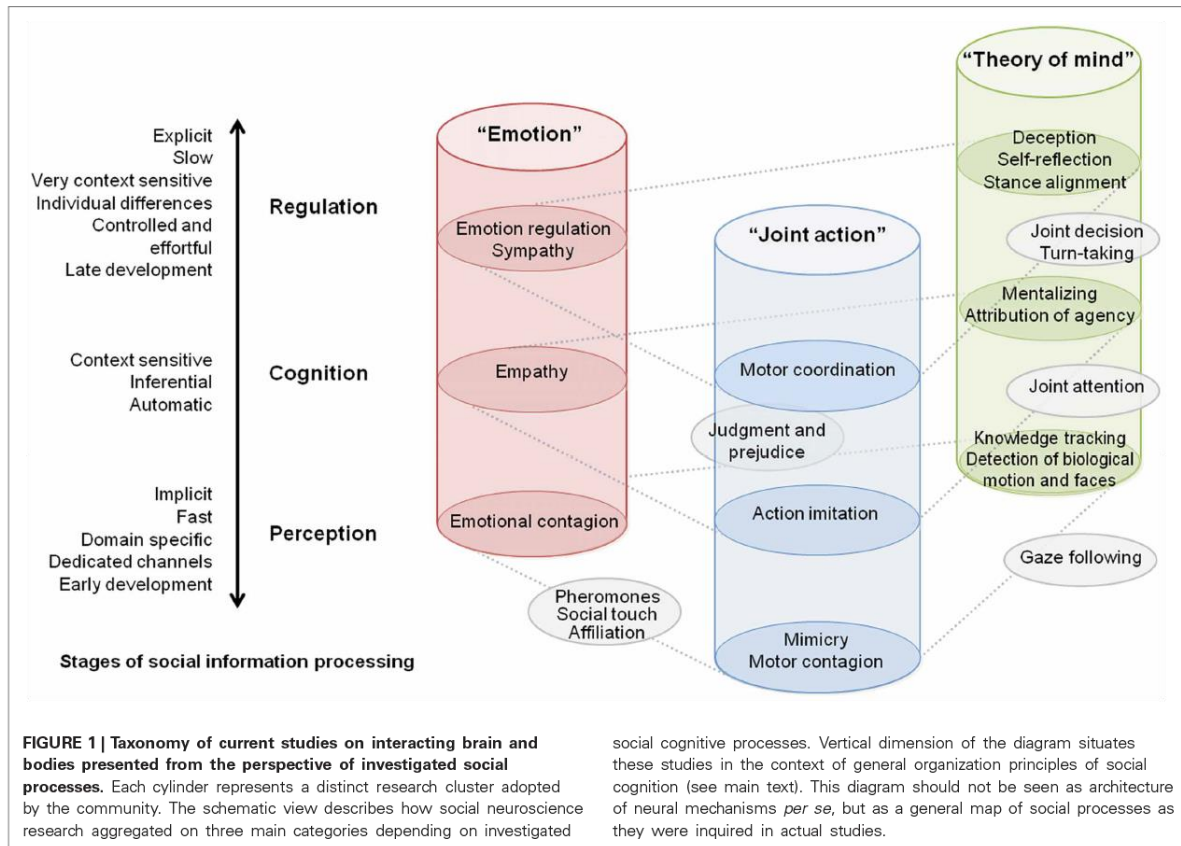 "Theory of mind"
"Emotion"
"Joint action"
Explicit
Slow
Very context sensitive
Individual differences
Controlled and
effortful
Late development
Regulation
Emotion regulation
Sympathy
Deception
Self-reflection
Stance alignment
Joint decision
Turn-taking
Context sensitive
Inferential
Automatic
Cognition
Empathy
Motor coordination
Mentalizing
Attribution of agency
Joint attention
Judgment and
prejudice
Implicit
Fast
Domain specific
Dedicated channels
Early development
Perception
Emotional contagion
Action imitation
Knowledge tracking
Detection of biological
motion and faces
Gaze following
Pheromones
Social touch
Affiliation
Mimicry
Motor contagion
Stages of social information processing
FIGURE 1 | Taxonomy of current studies on interacting brain and
bodies presented from the perspective of investigated social
processes. Each cylinder represents a distinct research cluster adopted
by the community. The schematic view describes how social neuroscience
research aggregated on three main categories depending on investigated
social cognitive processes. Vertical dimension of the diagram situates
these studies in the context of general organization principles of social
cognition (see main text). This diagram should not be seen as architecture
of neural mechanisms per se, but as a general map of social processes as
they were inquired in actual studies.